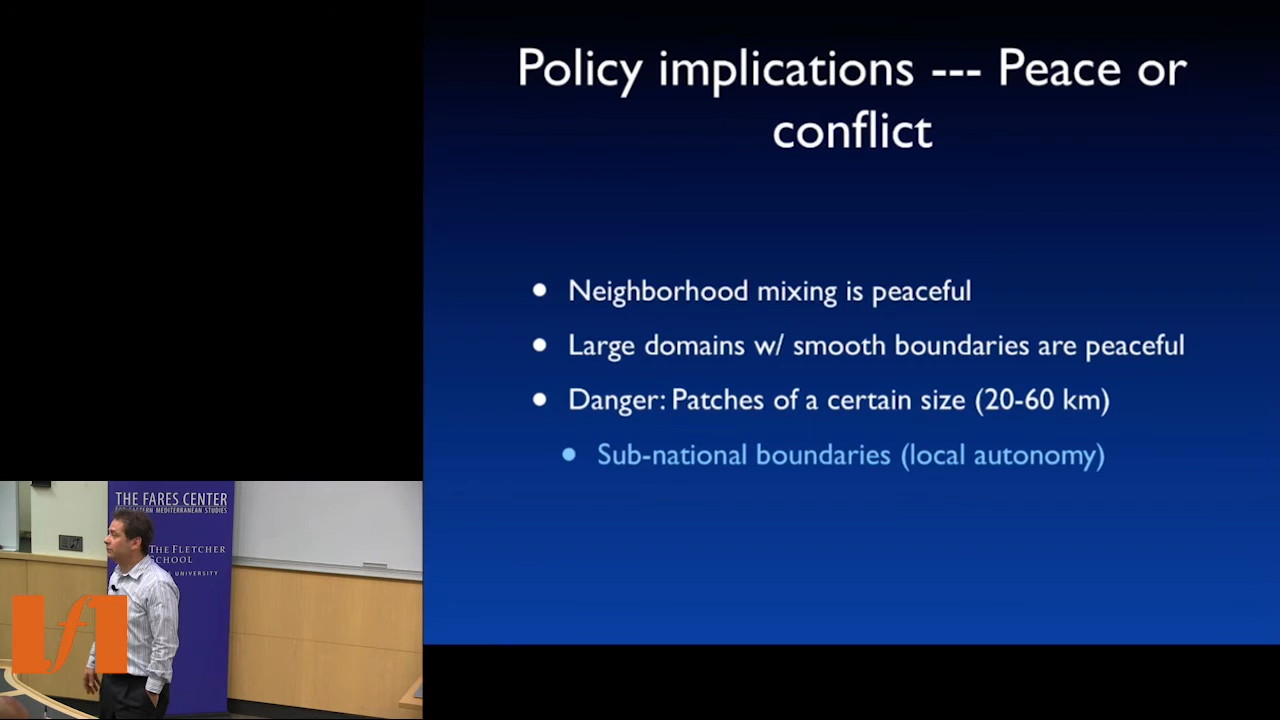 Policy implications --- Peace or
conflict
• Neighborhood mixing is peaceful
• Large domains w/ smooth boundaries are peaceful
• Danger: Patches of a certain size (20-60 km)
• Sub-national boundaries (local autonomy)
THE FARES CENTER
FOR EASTERN MEDITERRANEAN STUDIES
THE FLETCHER
SCHOOL
UNIVERSITY